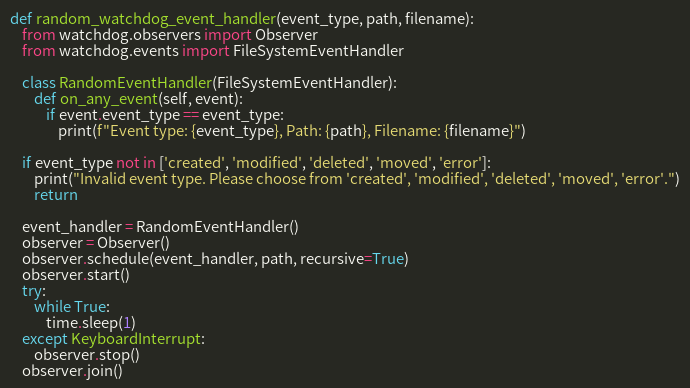 def random_watchdog_event_handler(event_type, path, filename):
    from watchdog.observers import Observer
    from watchdog.events import FileSystemEventHandler

    class RandomEventHandler(FileSystemEventHandler):
        def on_any_event(self, event):
            if event.event_type == event_type:
                print(f"Event type: {event_type}, Path: {path}, Filename: {filename}")

    if event_type not in ['created', 'modified', 'deleted', 'moved', 'error']:
        print("Invalid event type. Please choose from 'created', 'modified', 'deleted', 'moved', 'error'.")
        return

    event_handler = RandomEventHandler()
    observer = Observer()
    observer.schedule(event_handler, path, recursive=True)
    observer.start()
    try:
        while True:
            time.sleep(1)
    except KeyboardInterrupt:
        observer.stop()
    observer.join()